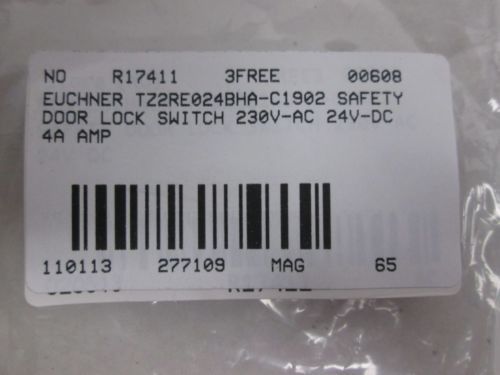 NO R17411 3FREE 00608
EUCHNER TZ2RE024BHA-C1902 SAFETY
DOOR LOCK SWITCH 230V-AC 24V-DC
4A AMP
110113 277109 MAG 65